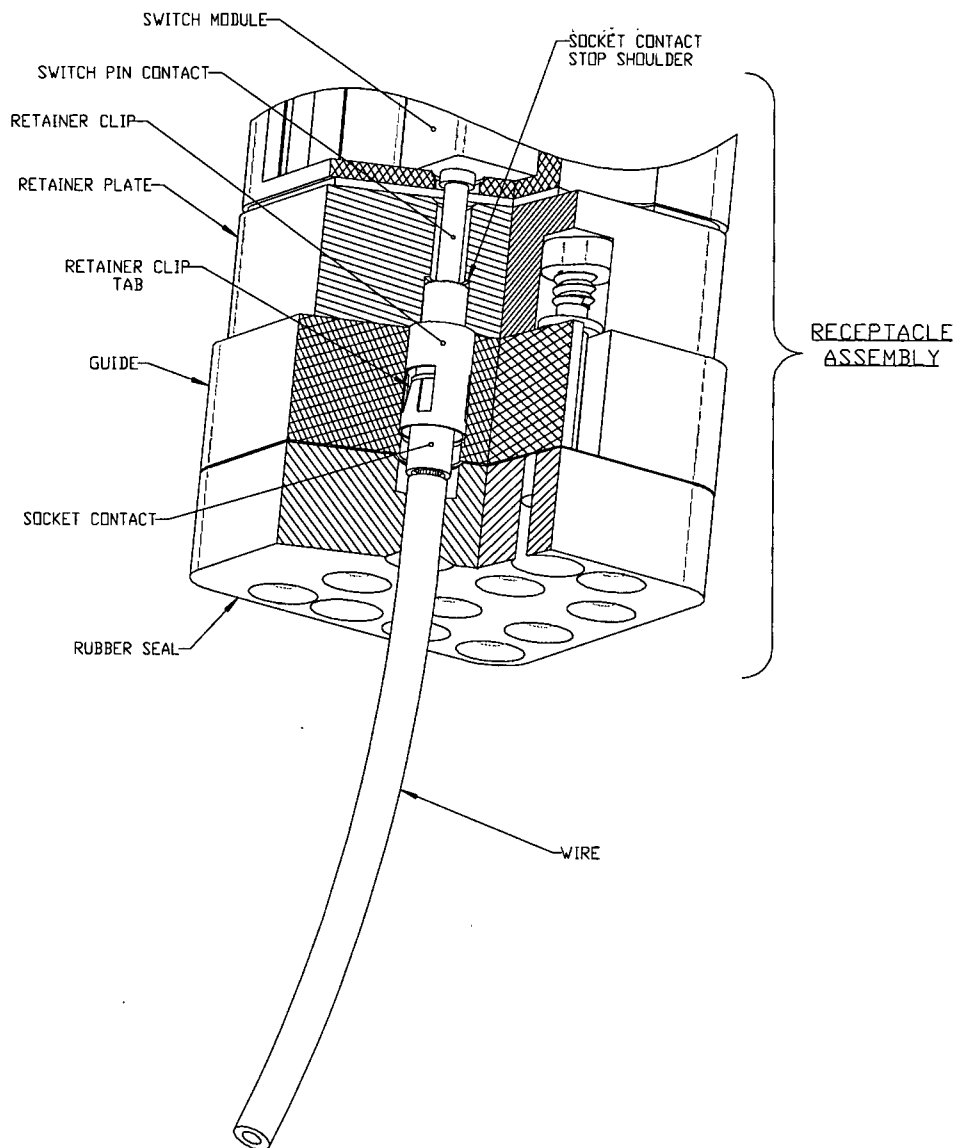 SWITCH MODULE
SOCKET CONTACT
STOP SHOULDER
SWITCH PIN CONTACT
RETAINER CLIP
RETAINER PLATE
RETAINER CLIP
TAB
RECEPTACLE
ASSEMBLY
GUIDE
SOCKET CONTACT
RUBBER SEAL
WIRE